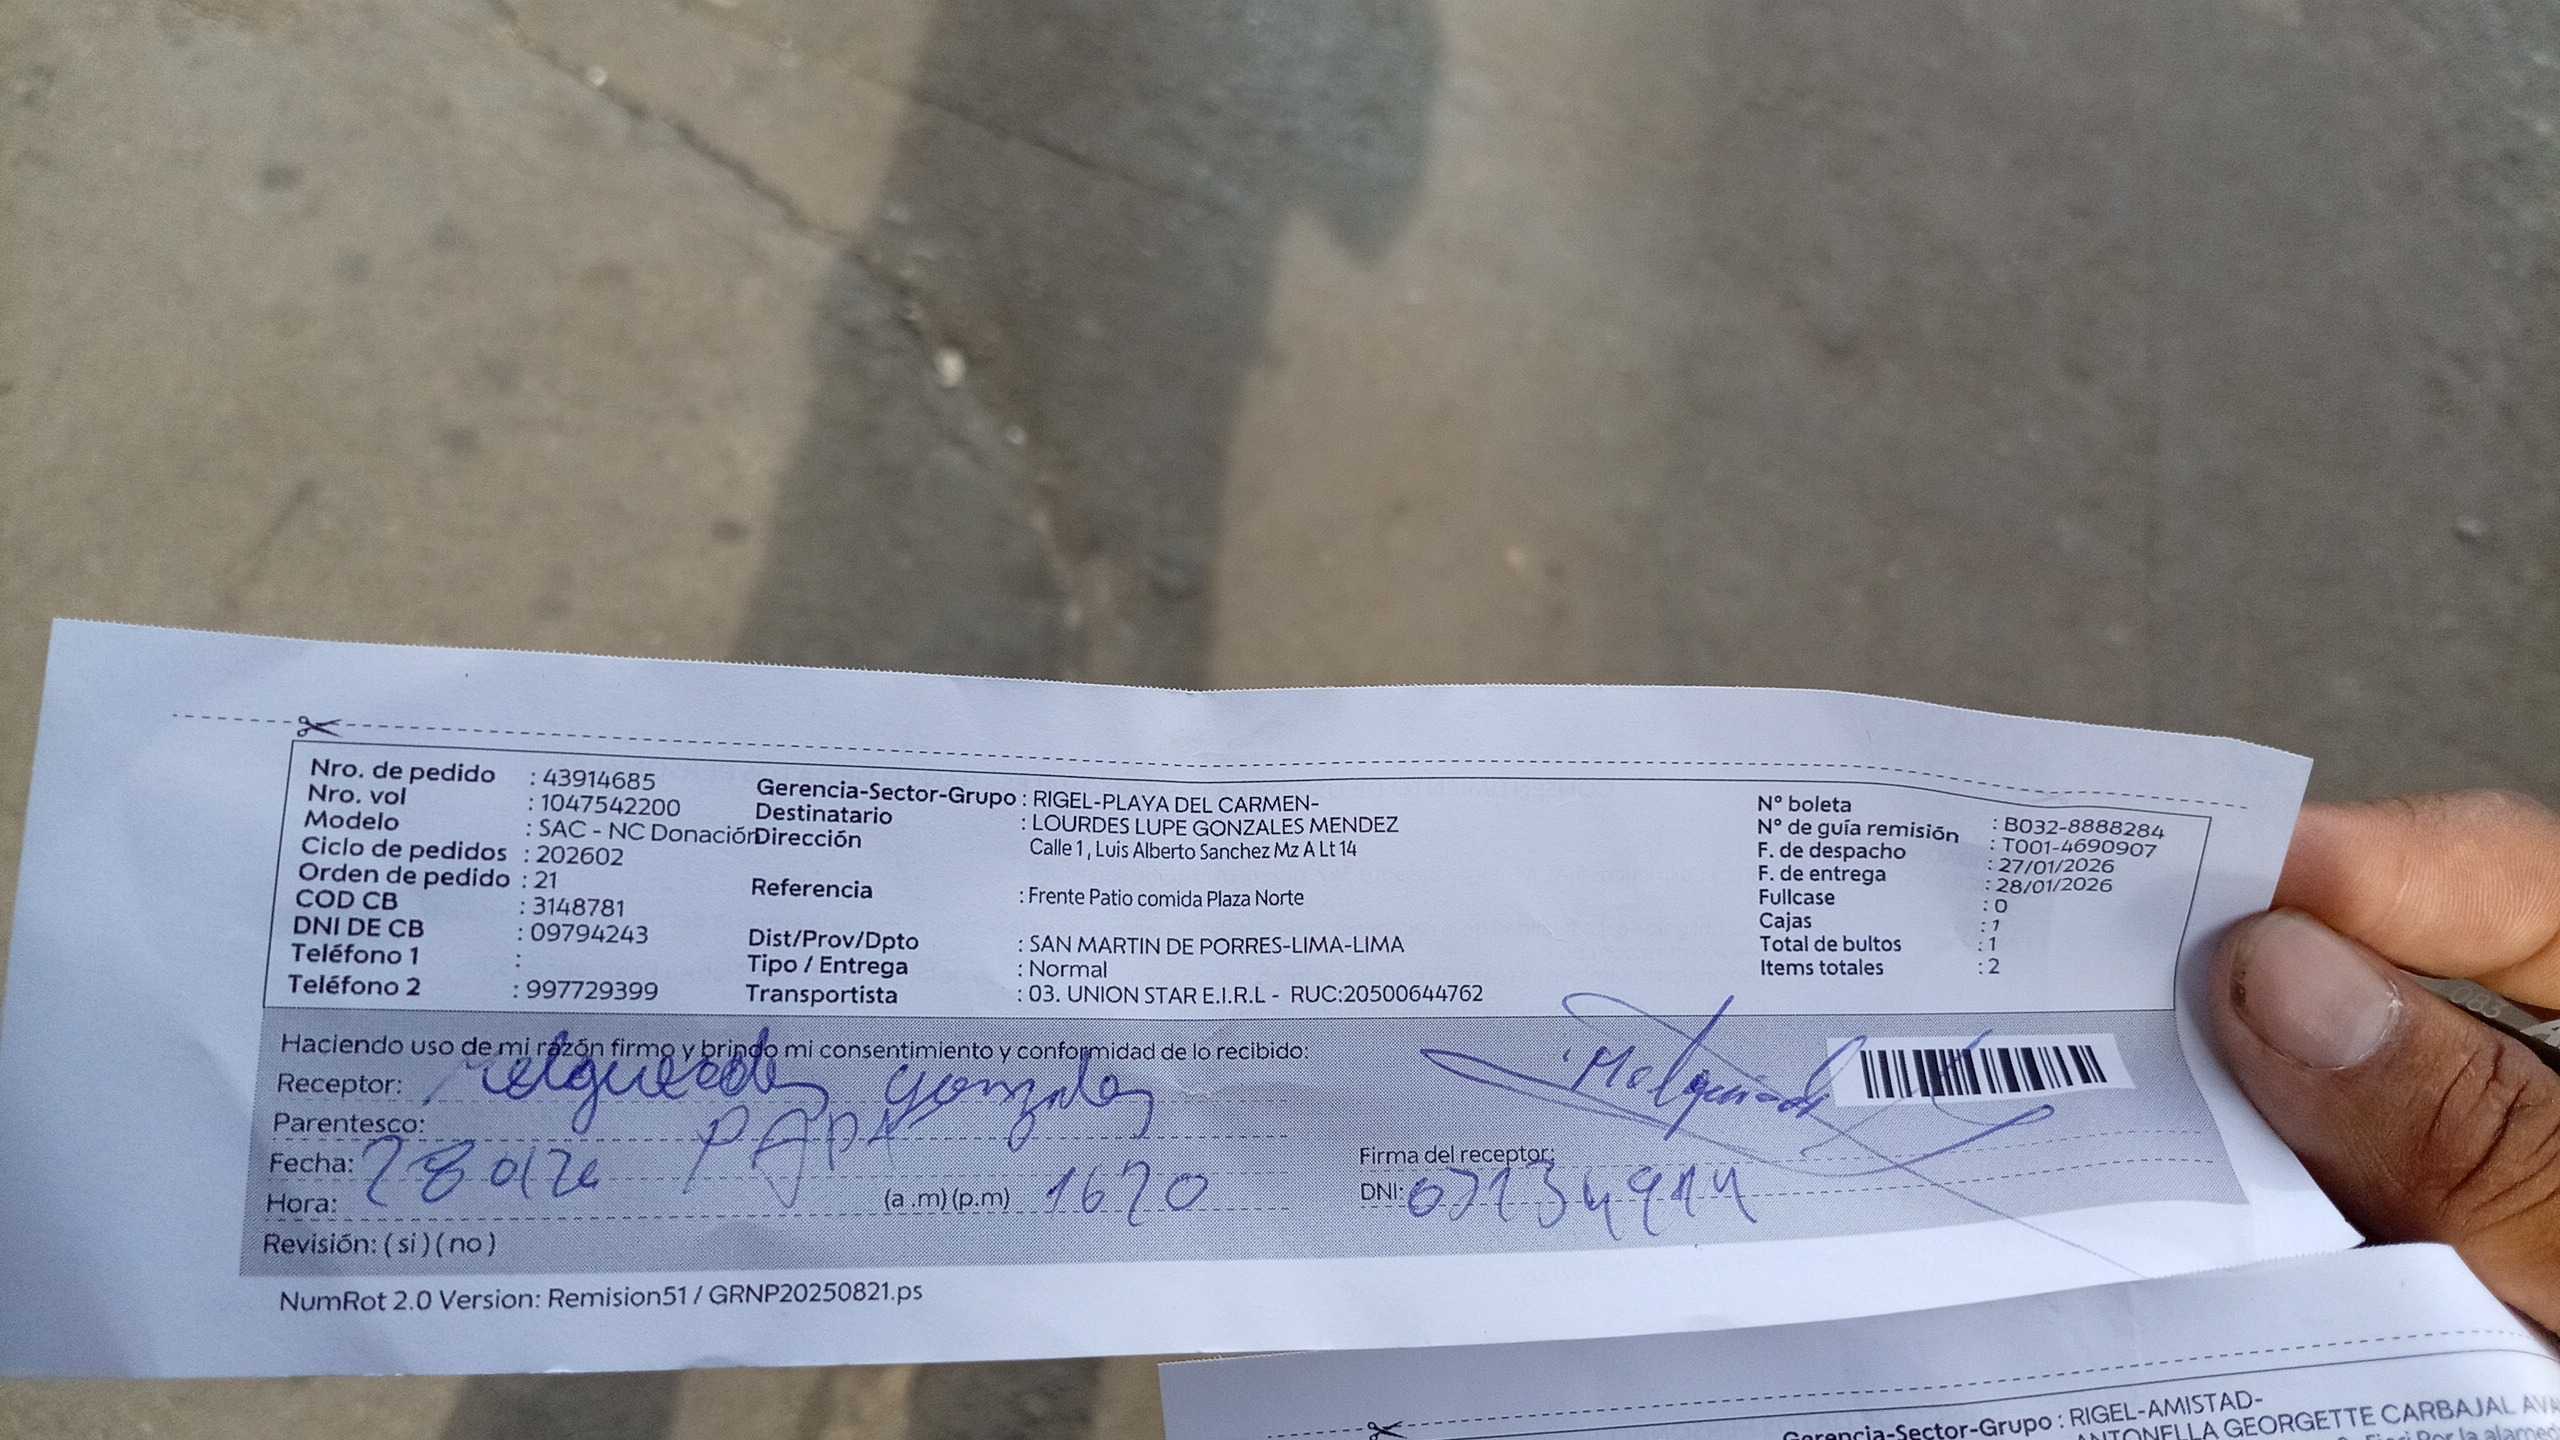 Nro. de pedido : 43914685
Nro. vol : 1047542200
Modelo : SAC - NC Donación
Ciclo de pedidos : 202602
Orden de pedido : 21
COD CB : 3148781
DNI DE CB : 09794243
Teléfono 1 :
Teléfono 2 : 997729399
Gerencia-Sector-Grupo : RIGEL-PLAYA DEL CARMEN-
Destinatario : LOURDES LUPE GONZALES MENDEZ
Dirección Calle 1, Luis Alberto Sanchez Mz A Lt 14
Referencia : Frente Patio comida Plaza Norte
Dist/Prov/Dpto : SAN MARTIN DE PORRES-LIMA-LIMA
Tipo / Entrega : Normal
Transportista : 03. UNION STAR E.I.R.L - RUC:20500644762
N° boleta : B032-8888284
N° de guía remisión : T001-4690907
F. de despacho : 27/01/2026
F. de entrega : 28/01/2026
Fullcase : 0
Cajas : 1
Total de bultos : 1
Items totales : 2
Haciendo uso de mi razón firmo y brindo mi consentimiento y conformidad de lo recibido:
Receptor: gonzales
Parentesco: PAPA
Fecha: 28 01 26
Hora: (a.m)(p.m) 1620
Revisión: (si)(no)
Firma del receptor:
DNI:
NumRot 2.0 Version: Remision51 / GRNP20250821.ps
Gerencia-Sector-Grupo : RIGEL-AMISTAD-
ANTONELLA GEORGETTE CARBAJAL